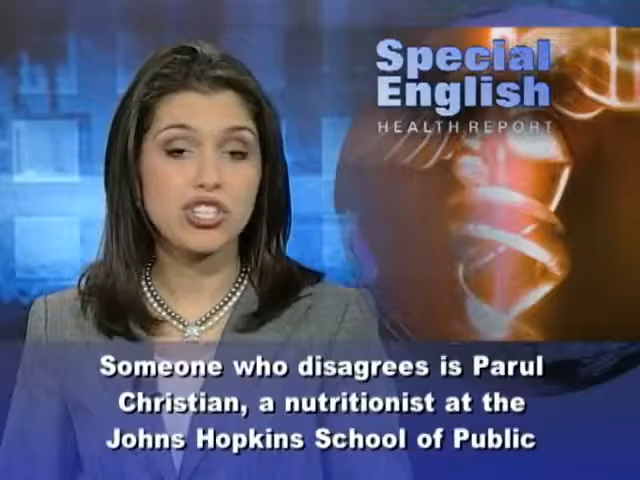 Special
English
HEALTH REPORT
Someone who disagrees is Parul
Christian, a nutritionist at the
Johns Hopkins School of Public